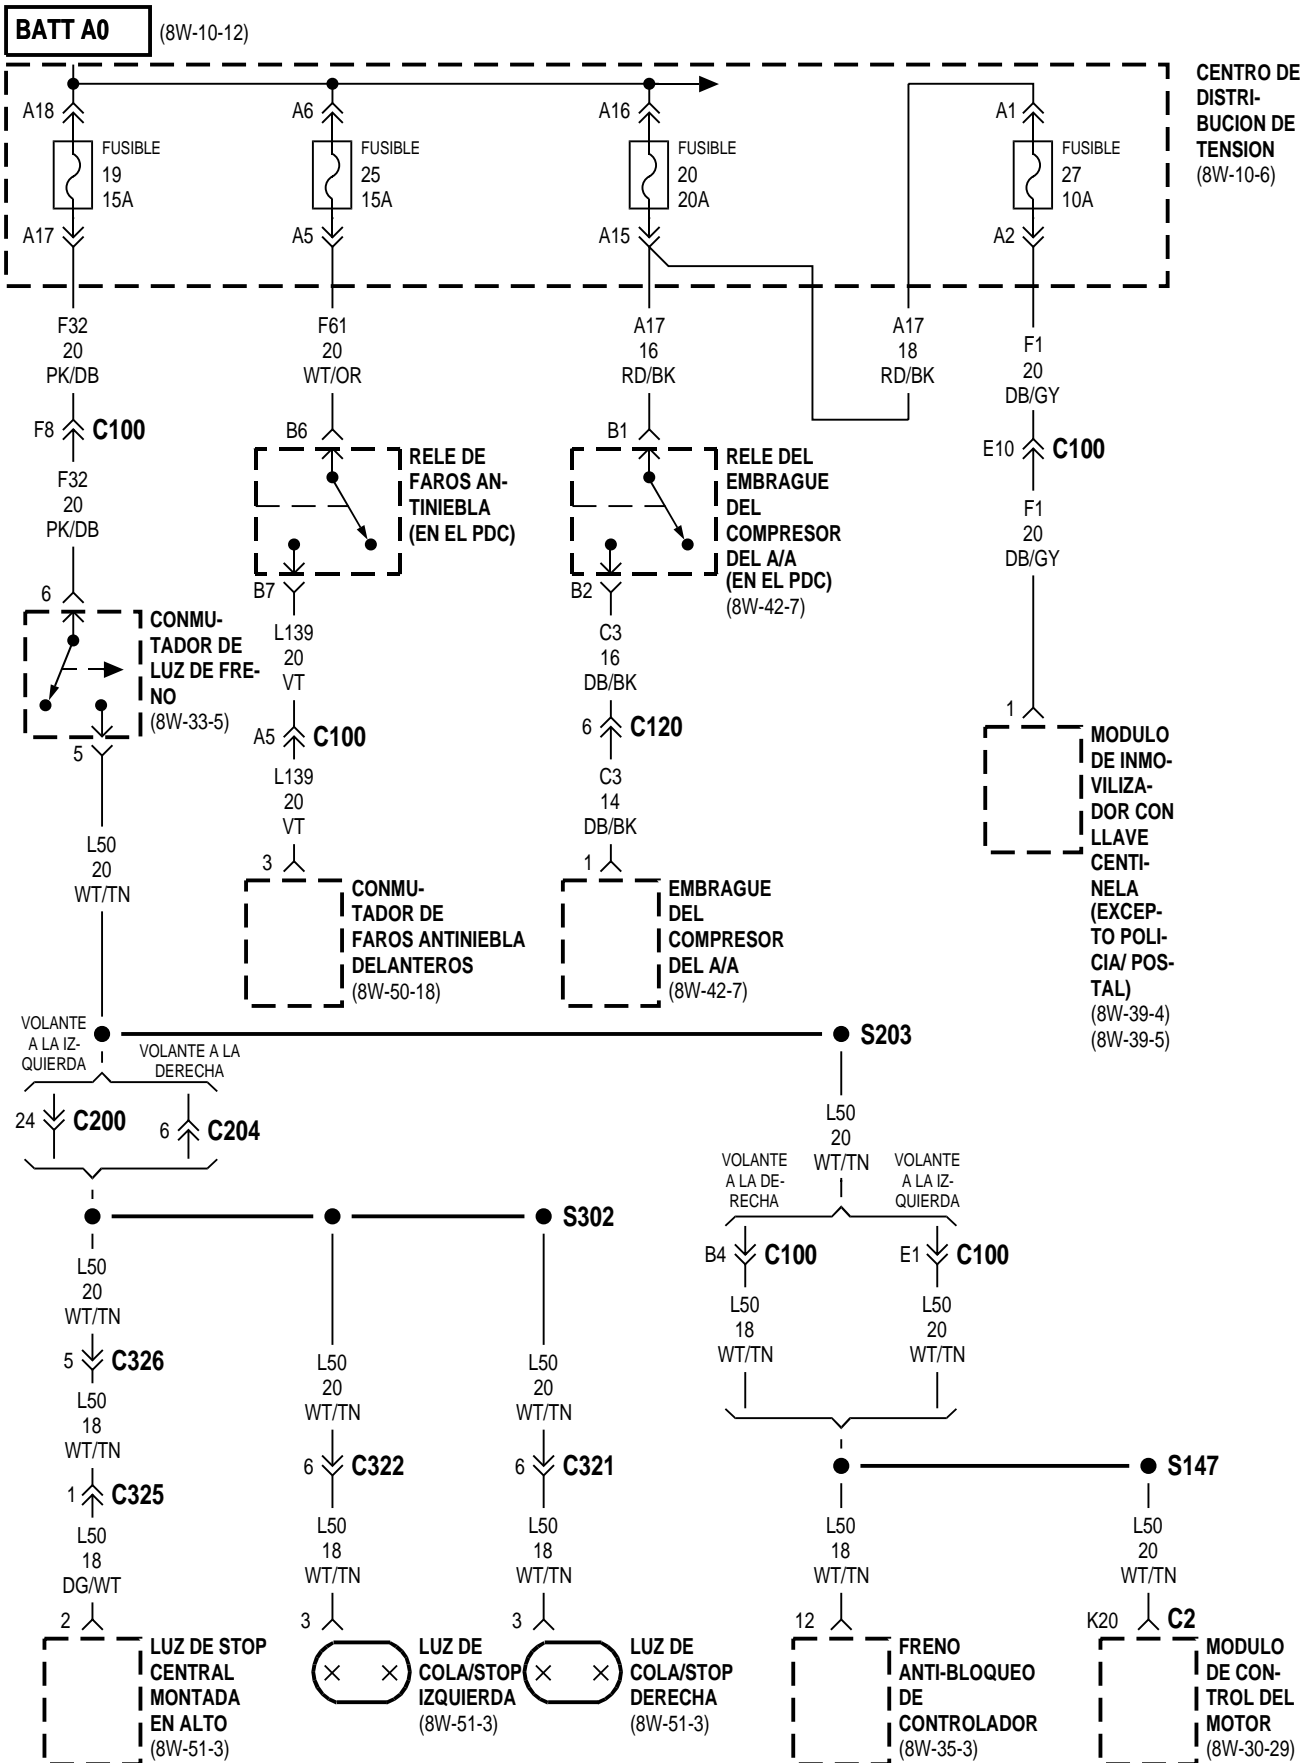 BATT A0
(8W-10-12)
CENTRO DE
DISTRI-
BUCION DE
TENSION
(8W-10-6)
A18
FUSIBLE
19
15A
A17
A6
FUSIBLE
25
15A
A5
A16
FUSIBLE
20
20A
A15
A1
FUSIBLE
27
10A
A2
F32
20
PK/DB
F8
C100
F32
20
PK/DB
6
CONMU-
TADOR DE
LUZ DE FRE-
NO
(8W-33-5)
5
L50
20
WT/TN
F61
20
WT/OR
B6
RELE DE
FAROS AN-
TINIEBLA
(EN EL PDC)
B7
L139
20
VT
A5
C100
L139
20
VT
3
CONMU-
TADOR DE
FAROS ANTINIEBLA
DELANTEROS
(8W-50-18)
A17
16
RD/BK
B1
RELE DEL
EMBRAGUE
DEL
COMPRESOR
DEL A/A
(EN EL PDC)
(8W-42-7)
B2
C3
16
DB/BK
6
C120
C3
14
DB/BK
1
EMBRAGUE
DEL
COMPRESOR
DEL A/A
(8W-42-7)
A17
18
RD/BK
F1
20
DB/GY
E10
C100
F1
20
DB/GY
1
MODULO
DE INMO-
VILIZA-
DOR CON
LLAVE
CENTI-
NELA
(EXCEP-
TO POLI-
CIA/ POS-
TAL)
(8W-39-4)
(8W-39-5)
VOLANTE
A LA IZ-
QUIERDA
VOLANTE A LA
DERECHA
S203
24
C200
6
C204
S302
L50
20
WT/TN
5
C326
L50
18
WT/TN
1
C325
L50
18
DG/WT
2
LUZ DE STOP
CENTRAL
MONTADA
EN ALTO
(8W-51-3)
L50
20
WT/TN
6
C322
L50
18
WT/TN
3
LUZ DE
COLA/STOP
IZQUIERDA
(8W-51-3)
L50
20
WT/TN
6
C321
L50
18
WT/TN
3
LUZ DE
COLA/STOP
DERECHA
(8W-51-3)
L50
20
WT/TN
VOLANTE
A LA DE-
RECHA
VOLANTE
A LA IZ-
QUIERDA
B4
C100
L50
18
WT/TN
E1
C100
L50
20
WT/TN
S147
L50
18
WT/TN
12
FRENO
ANTI-BLOQUEO
DE
CONTROLADOR
(8W-35-3)
L50
20
WT/TN
K20
C2
MODULO
DE CON-
TROL DEL
MOTOR
(8W-30-29)